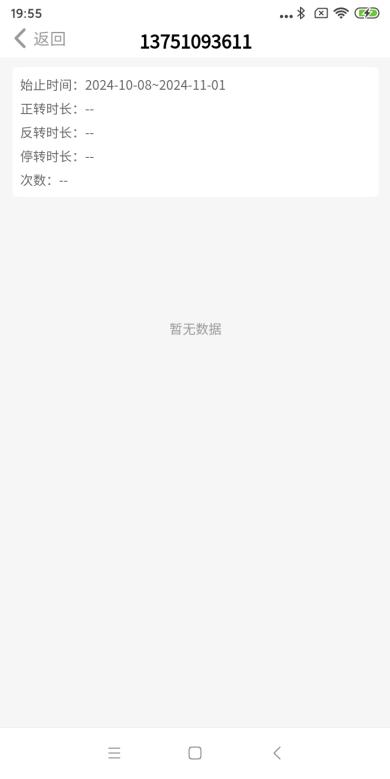 19:55
返回
13751093611
始止时间：2024-10-08~2024-11-01
正转时长：--
反转时长：--
停转时长：--
次数：--
暂无数据